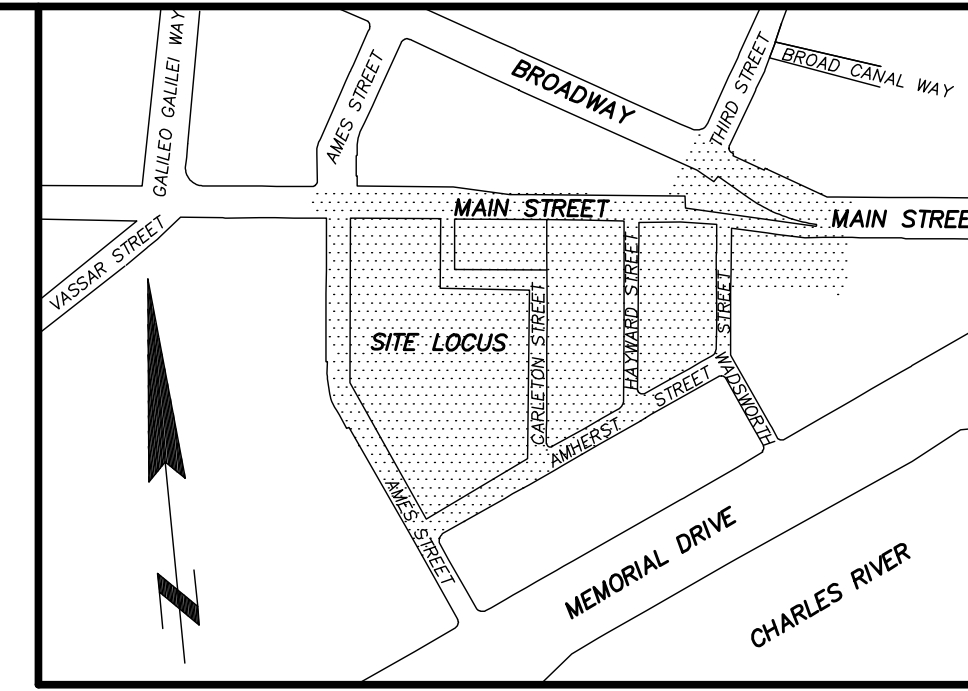 GALILEO GALILEI WAY
AMES STREET
BROADWAY
THIRD STREET
BROAD CANAL WAY
VASSAR STREET
MAIN STREET
MAIN STREE
SITE LOCUS
CARLETON STREET
HAYWARD STREET
STREET
WADSWORTH
AMHERST
STREET
AMES STREET
MEMORIAL DRIVE
CHARLES RIVER
N